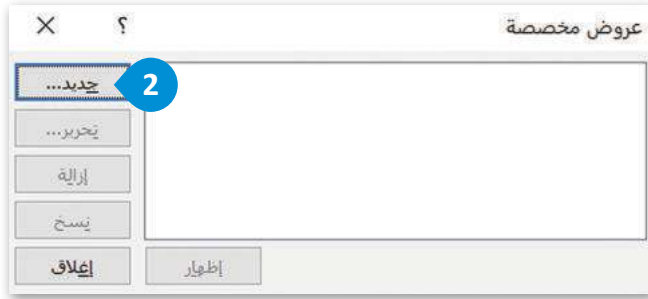 عروض مخصصة
؟
جديد...
2
تحرير...
إزالة
نسخ
إغلاق
إظهار